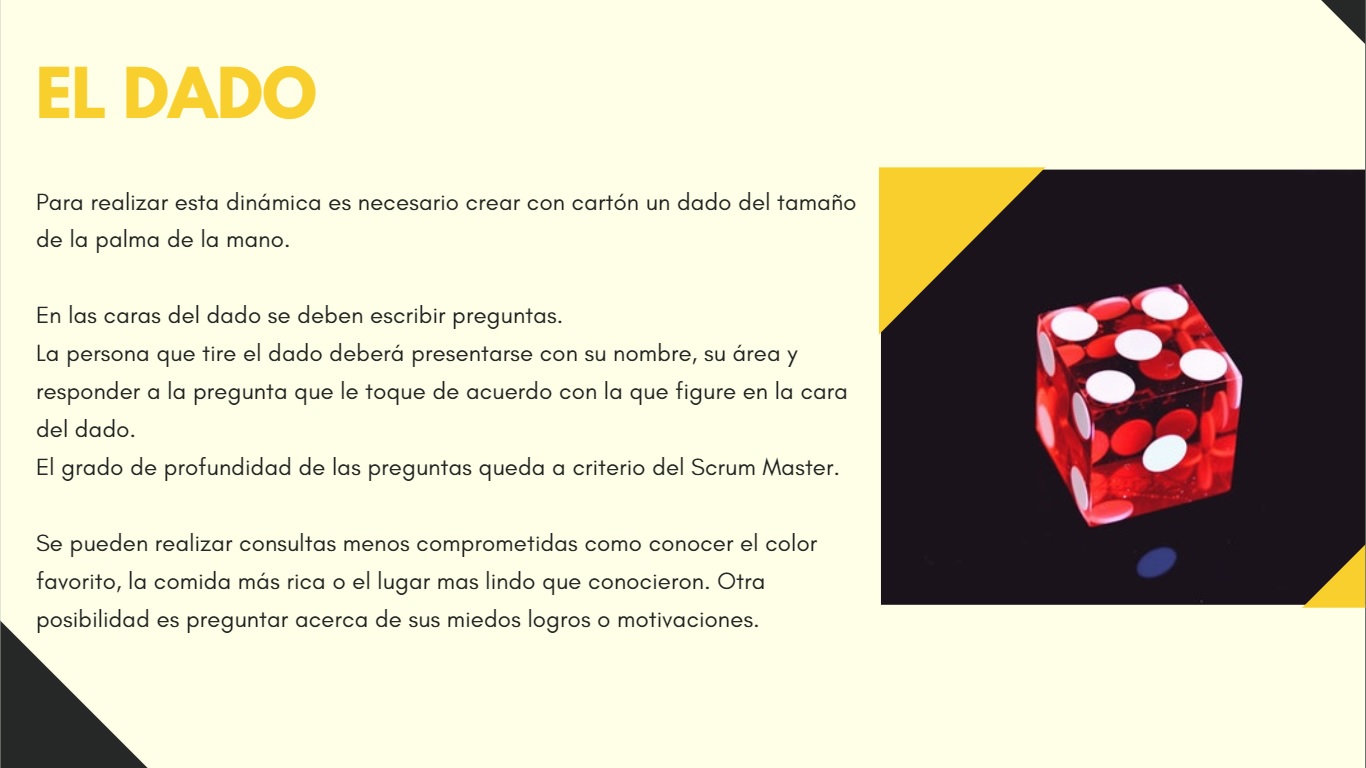 EL DADO
Para realizar esta dinámica es necesario crear con cartón un dado del tamaño
de la palma de la mano.
En las caras del dado se deben escribir preguntas.
La persona que tire el dado deberá presentarse con su nombre, su área y
responder a la pregunta que le toque de acuerdo con la que figure en la cara
del dado.
El grado de profundidad de las preguntas queda a criterio del Scrum Master.
Se pueden realizar consultas menos comprometidas como conocer el color
favorito, la comida más rica o el lugar mas lindo que conocieron. Otra
posibilidad es preguntar acerca de sus miedos logros o motivaciones.